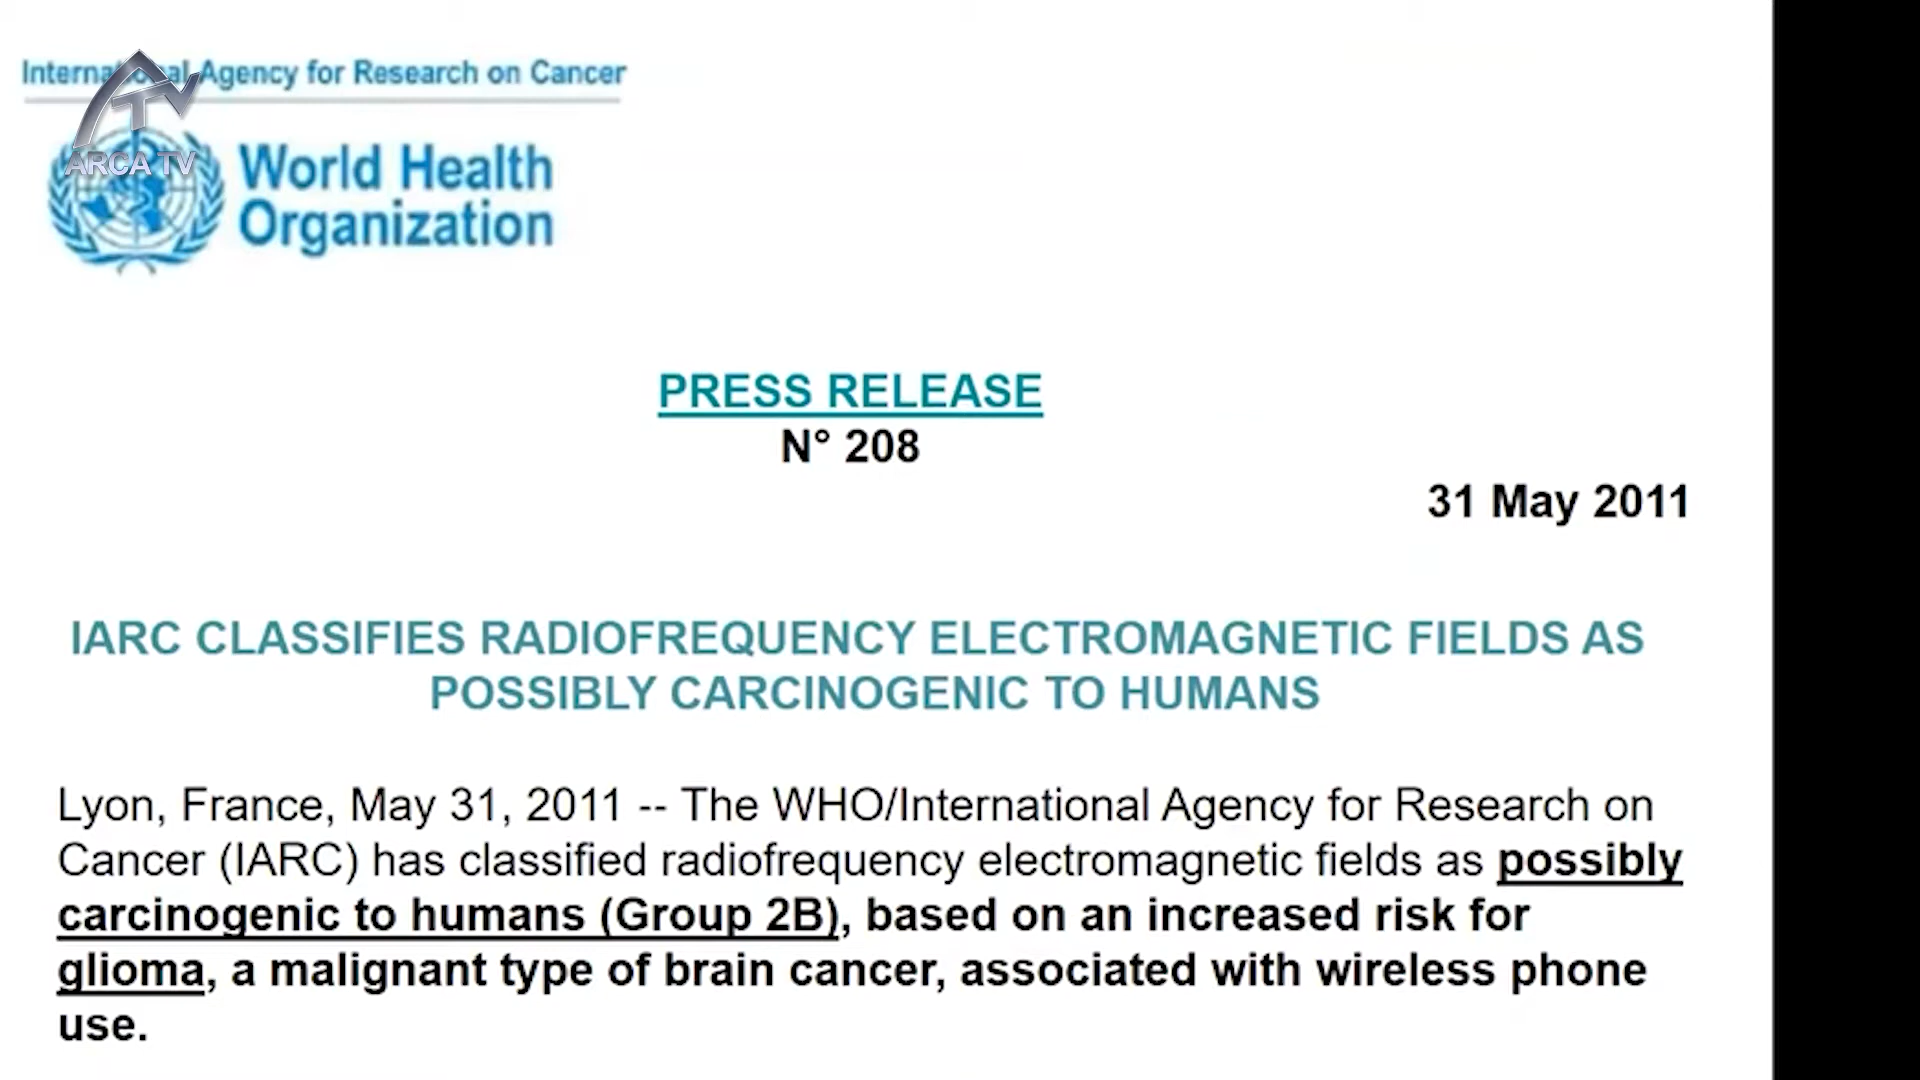 International Agency for Research on Cancer
ARCA TV
World Health
Organization
PRESS RELEASE
N° 208
31 May 2011
IARC CLASSIFIES RADIOFREQUENCY ELECTROMAGNETIC FIELDS AS
POSSIBLY CARCINOGENIC TO HUMANS
Lyon, France, May 31, 2011 -- The WHO/International Agency for Research on
Cancer (IARC) has classified radiofrequency electromagnetic fields as possibly
carcinogenic to humans (Group 2B), based on an increased risk for
glioma, a malignant type of brain cancer, associated with wireless phone
use.